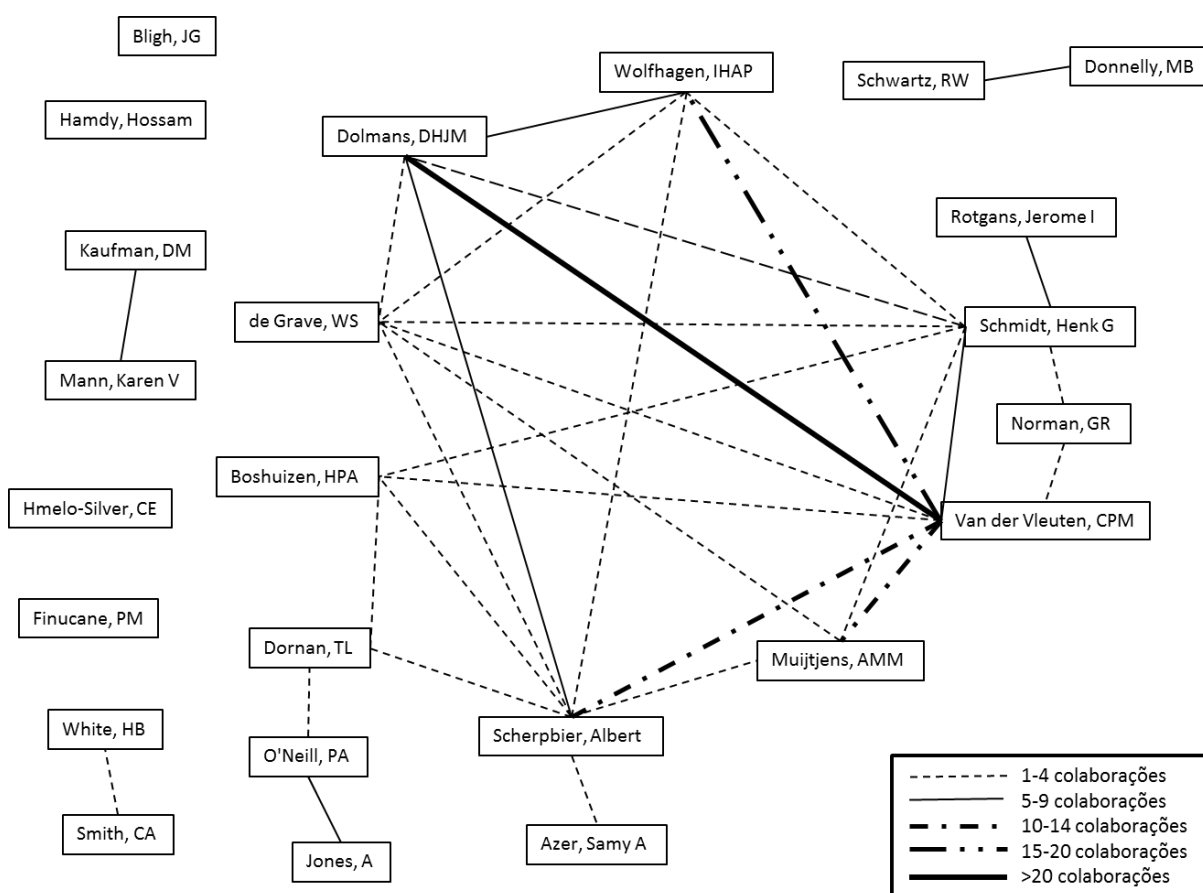 Bligh, JG
Wolfhagen, IHAP
Schwartz, RW
Donnelly, MB
Hamdy, Hossam
Dolmans, DHJM
Rotgans, Jerome I
Kaufman, DM
de Grave, WS
Schmidt, Henk G
Mann, Karen V
Norman, GR
Boshuizen, HPA
Hmelo-Silver, CE
Van der Vleuten, CPM
Finucane, PM
Dornan, TL
Muijtjens, AMM
White, HB
Scherpbier, Albert
O'Neill, PA
Smith, CA
Azer, Samy A
Jones, A
1-4 colaborações
5-9 colaborações
10-14 colaborações
15-20 colaborações
>20 colaborações